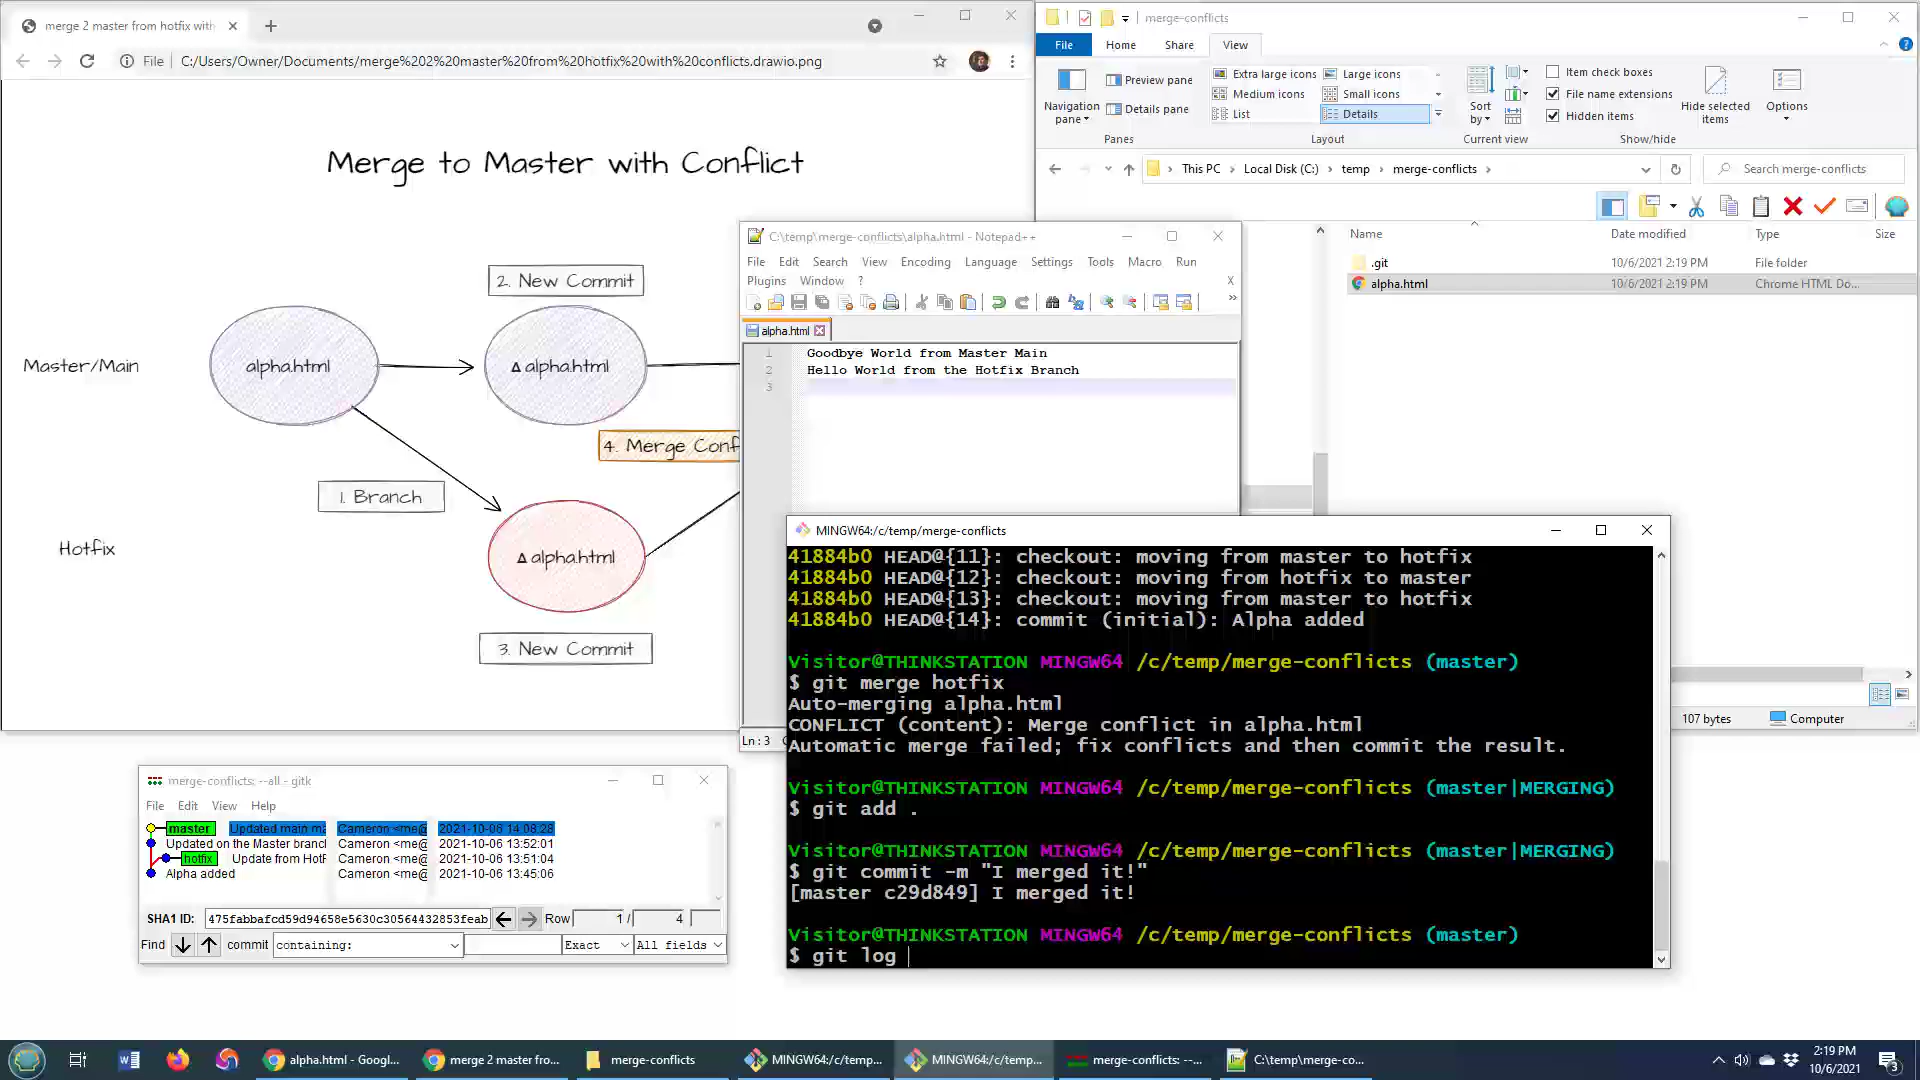 merge 2 master from hotfix with
File C:/Users/Owner/Documents/merge%202%20master%20from%20hotfix%20with%20conflicts.drawio.png
Merge to Master with Conflict
2. New Commit
Master/Main
alpha.html
Δ alpha.html
4. Merge Conf
1. Branch
Hotfix
Δ alpha.html
3. New Commit
merge-conflicts
File Home Share View
Navigation pane
Preview pane
Details pane
Panes
Extra large icons Large icons
Medium icons Small icons
List Details
Layout
Sort by
Current view
Item check boxes
File name extensions
Hidden items
Hide selected items
Show/hide
Options
This PC Local Disk (C:) temp merge-conflicts
Search merge-conflicts
Name Date modified Type Size
.git 10/6/2021 2:19 PM File folder
alpha.html 10/6/2021 2:19 PM Chrome HTML Do...
107 bytes Computer
C:\temp\merge-conflicts\alpha.html - Notepad++
File Edit Search View Encoding Language Settings Tools Macro Run
Plugins Window ? X
alpha.html
1 Goodbye World from Master Main
2 Hello World from the Hotfix Branch
3
Ln: 3
MINGW64:/c/temp/merge-conflicts
41884b0 HEAD@{11}: checkout: moving from master to hotfix
41884b0 HEAD@{12}: checkout: moving from hotfix to master
41884b0 HEAD@{13}: checkout: moving from master to hotfix
41884b0 HEAD@{14}: commit (initial): Alpha added
Visitor@THINKSTATION MINGW64 /c/temp/merge-conflicts (master)
$ git merge hotfix
Auto-merging alpha.html
CONFLICT (content): Merge conflict in alpha.html
Automatic merge failed; fix conflicts and then commit the result.
Visitor@THINKSTATION MINGW64 /c/temp/merge-conflicts (master|MERGING)
$ git add .
Visitor@THINKSTATION MINGW64 /c/temp/merge-conflicts (master|MERGING)
$ git commit -m "I merged it!"
[master c29d849] I merged it!
Visitor@THINKSTATION MINGW64 /c/temp/merge-conflicts (master)
$ git log
merge-conflicts: --all - gitk
File Edit View Help
master Updated main ma Cameron <me@ 2021-10-06 14:08:28
Updated on the Master branch Cameron <me@ 2021-10-06 13:52:01
hotfix Update from HotF Cameron <me@ 2021-10-06 13:51:04
Alpha added Cameron <me@ 2021-10-06 13:45:06
SHA1 ID: 475fabbafcd59d94658e5630c30564432853feab Row 1 / 4
Find commit containing: Exact All fields
alpha.html - Googl...
merge 2 master fro...
merge-conflicts
MINGW64:/c/temp...
MINGW64:/c/temp...
merge-conflicts: --...
C:\temp\merge-co...
2:19 PM
10/6/2021
3